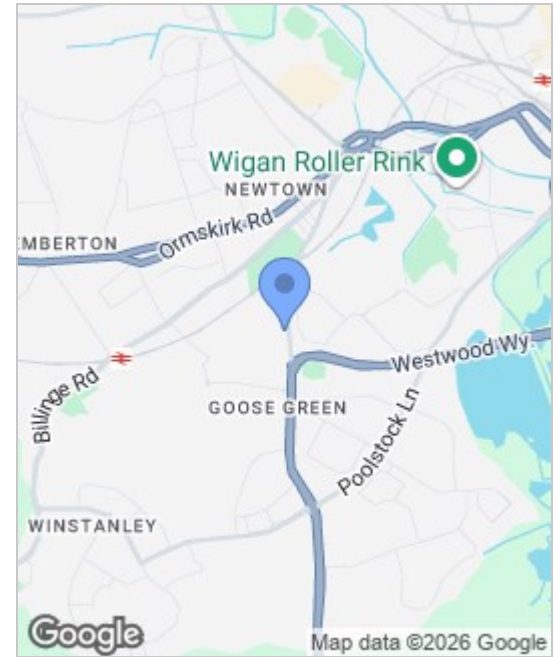 Wigan Roller Rink
NEWTOWN
EMBERTON
Ormskirk Rd
Westwood Wy.
Billinge Rd
GOOSE GREEN
Poolstock Ln
WINSTANLEY
Google
Map data ©2026 Google